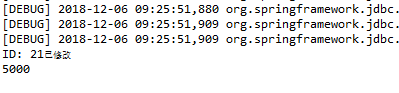 [DEBUG] 2018-12-06 09:25:51,880 org.springframework.jdbc.
[DEBUG] 2018-12-06 09:25:51,909 org.springframework.jdbc.
[DEBUG] 2018-12-06 09:25:51,909 org.springframework.jdbc.
ID: 21已修改
5000